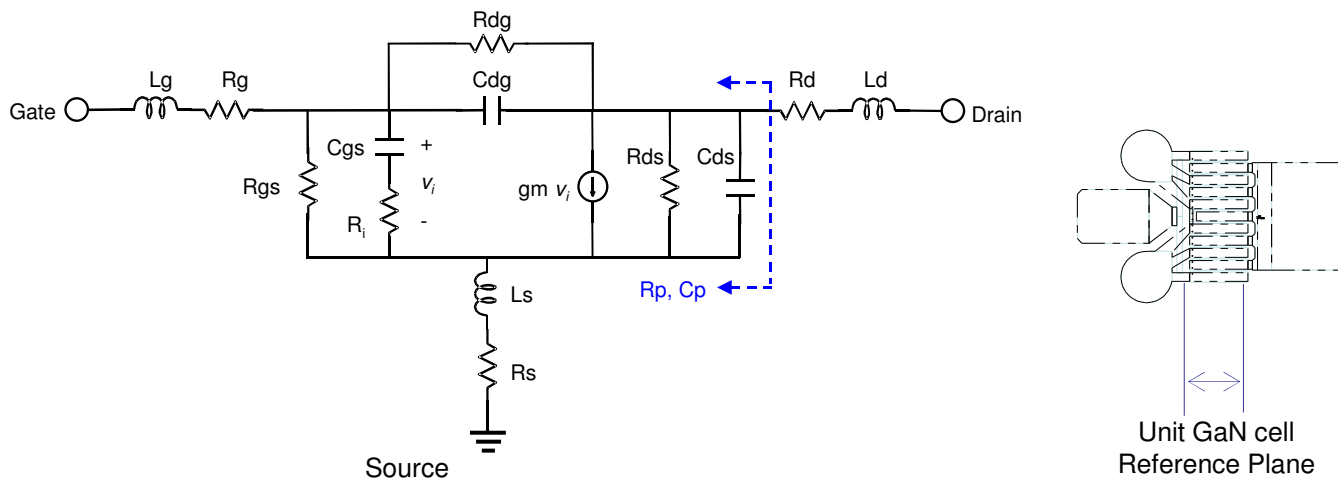 Rdg
Lg Rg Cdg Rd Ld
Gate Drain
Cgs + Rds Cds
Rgs vi gm vi
Ri -
Rp, Cp
Ls
Rs
Source
Unit GaN cell
Reference Plane